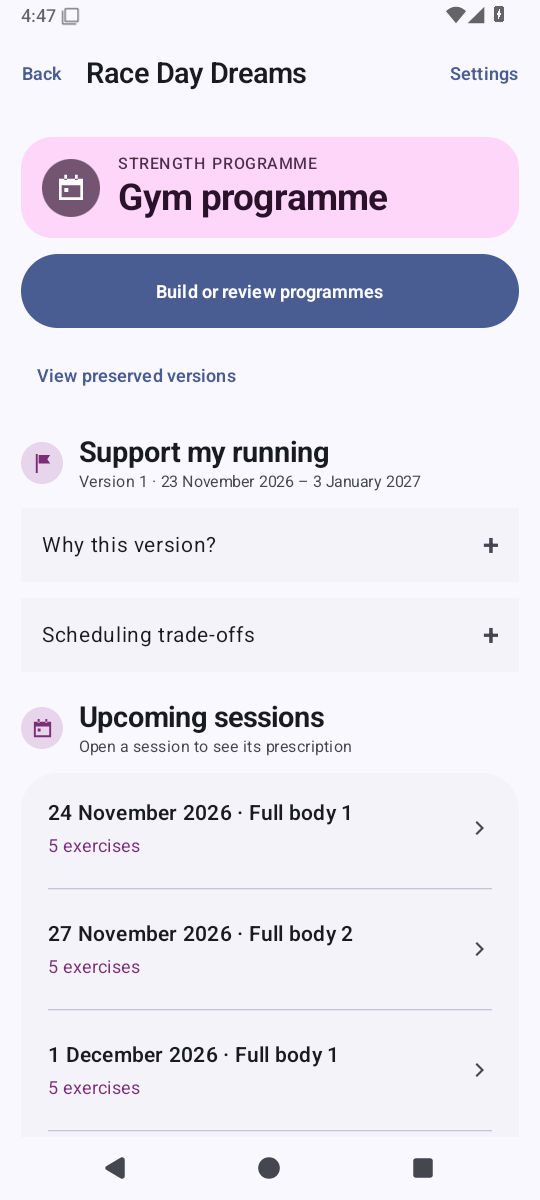 4:47
Back
Race Day Dreams
Settings
STRENGTH PROGRAMME
Gym programme
Build or review programmes
View preserved versions
Support my running
Version 1 · 23 November 2026 – 3 January 2027
Why this version?
+
Scheduling trade-offs
+
Upcoming sessions
Open a session to see its prescription
24 November 2026 · Full body 1
5 exercises
27 November 2026 · Full body 2
5 exercises
1 December 2026 · Full body 1
5 exercises